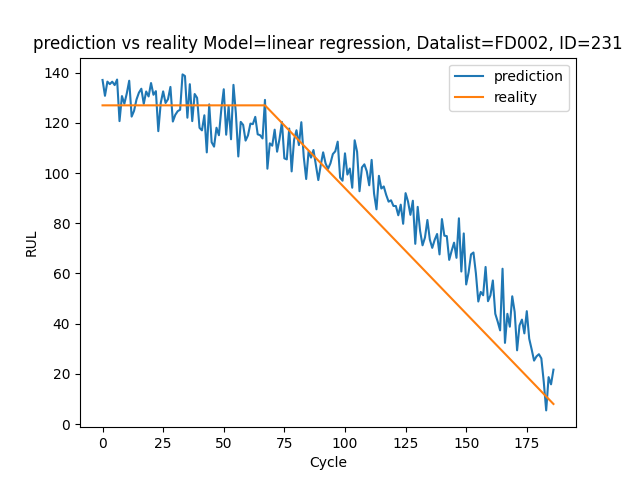 prediction vs reality Model=linear regression, Datalist=FD002, ID=231
prediction
reality
RUL
140
120
100
80
60
40
20
0
0 25 50 75 100 125 150 175
Cycle